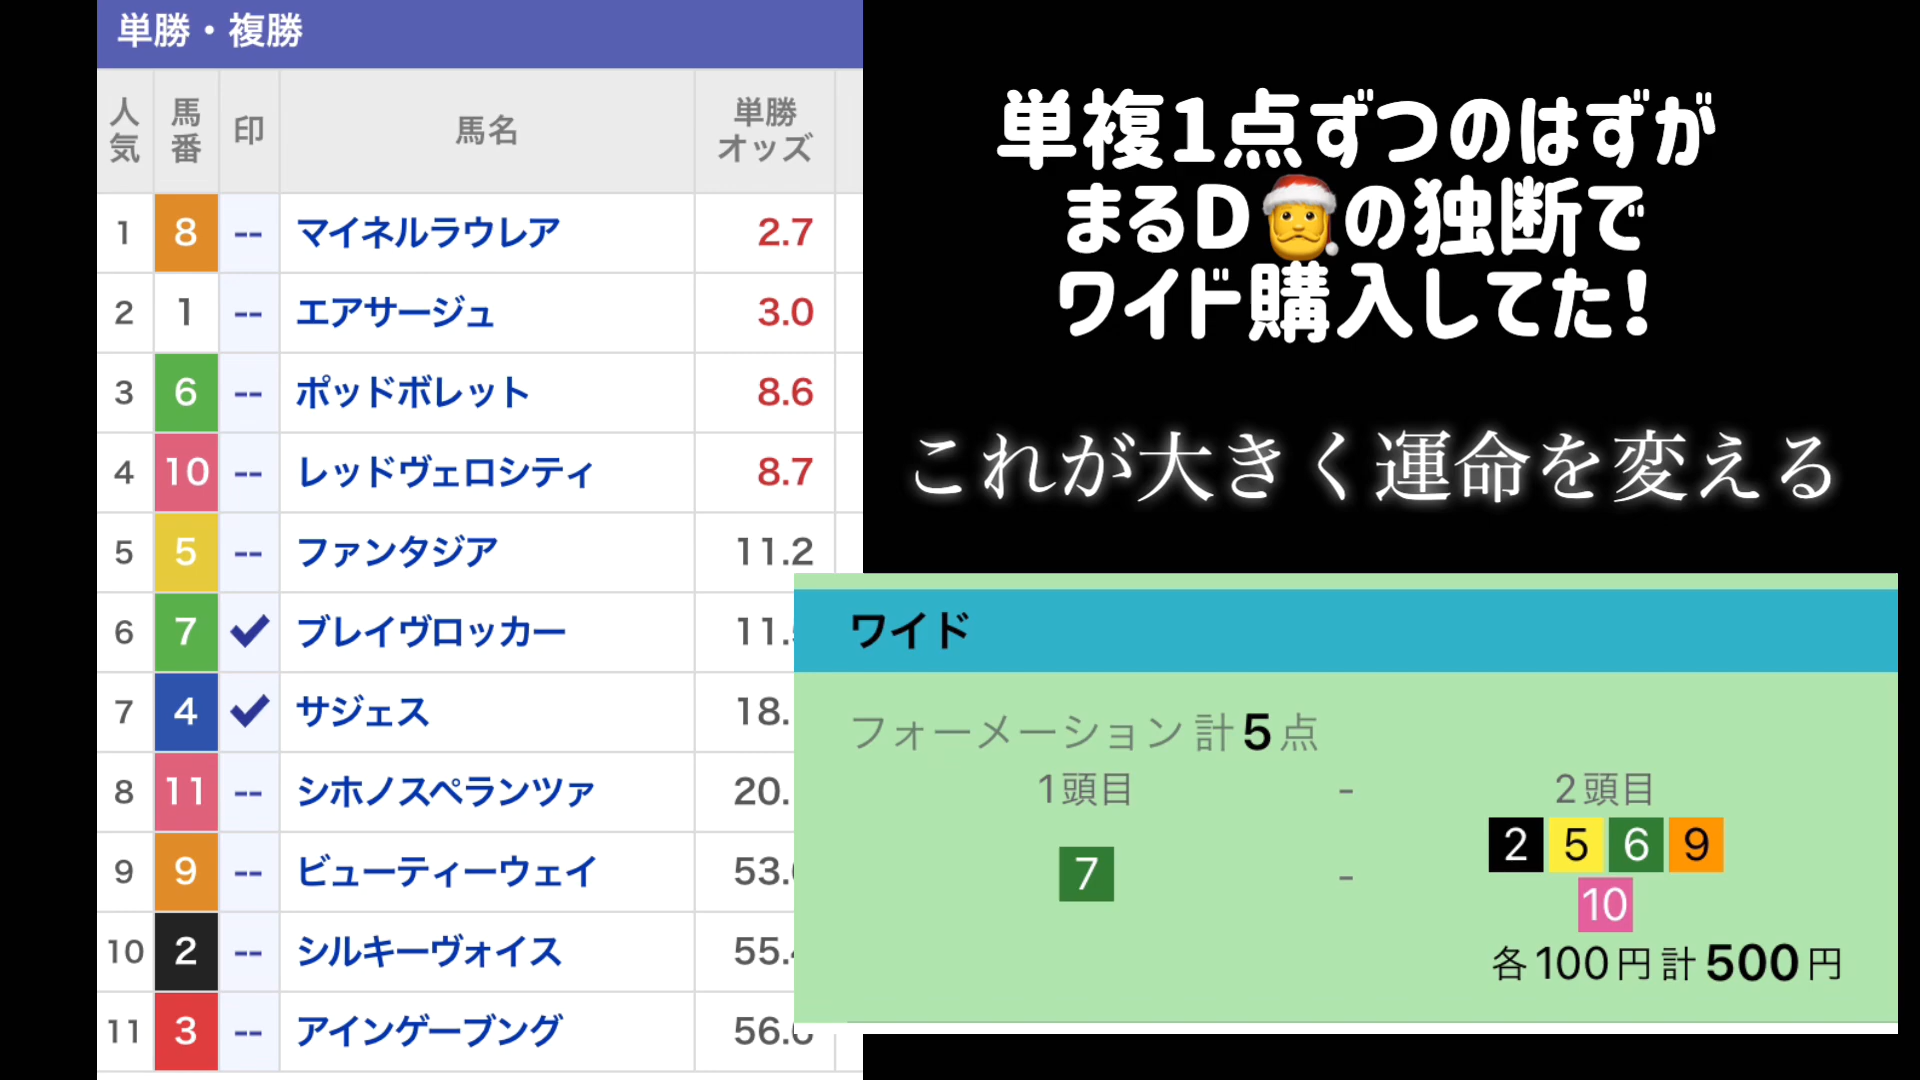 単勝・複勝
人気 馬番 印 馬名 単勝オッズ
1 8 -- マイネルラウレア 2.7
2 1 -- エアサージュ 3.0
3 6 -- ポッドボレット 8.6
4 10 -- レッドヴェロシティ 8.7
5 5 -- ファンタジア 11.2
6 7 ✓ ブレイヴロッカー 11.
7 4 ✓ サジェス 18.
8 11 -- シホノスペランツァ 20.
9 9 -- ビューティーウェイ 53.
10 2 -- シルキーヴォイス 55.
11 3 -- アインゲーブング 56.
単複1点ずつのはずが
まるD🎅の独断で
ワイド購入してた!
これが大きく運命を変える
ワイド
フォーメーション 計5点
1頭目 - 2頭目
7 - 2 5 6 9
10
各100円 計500円